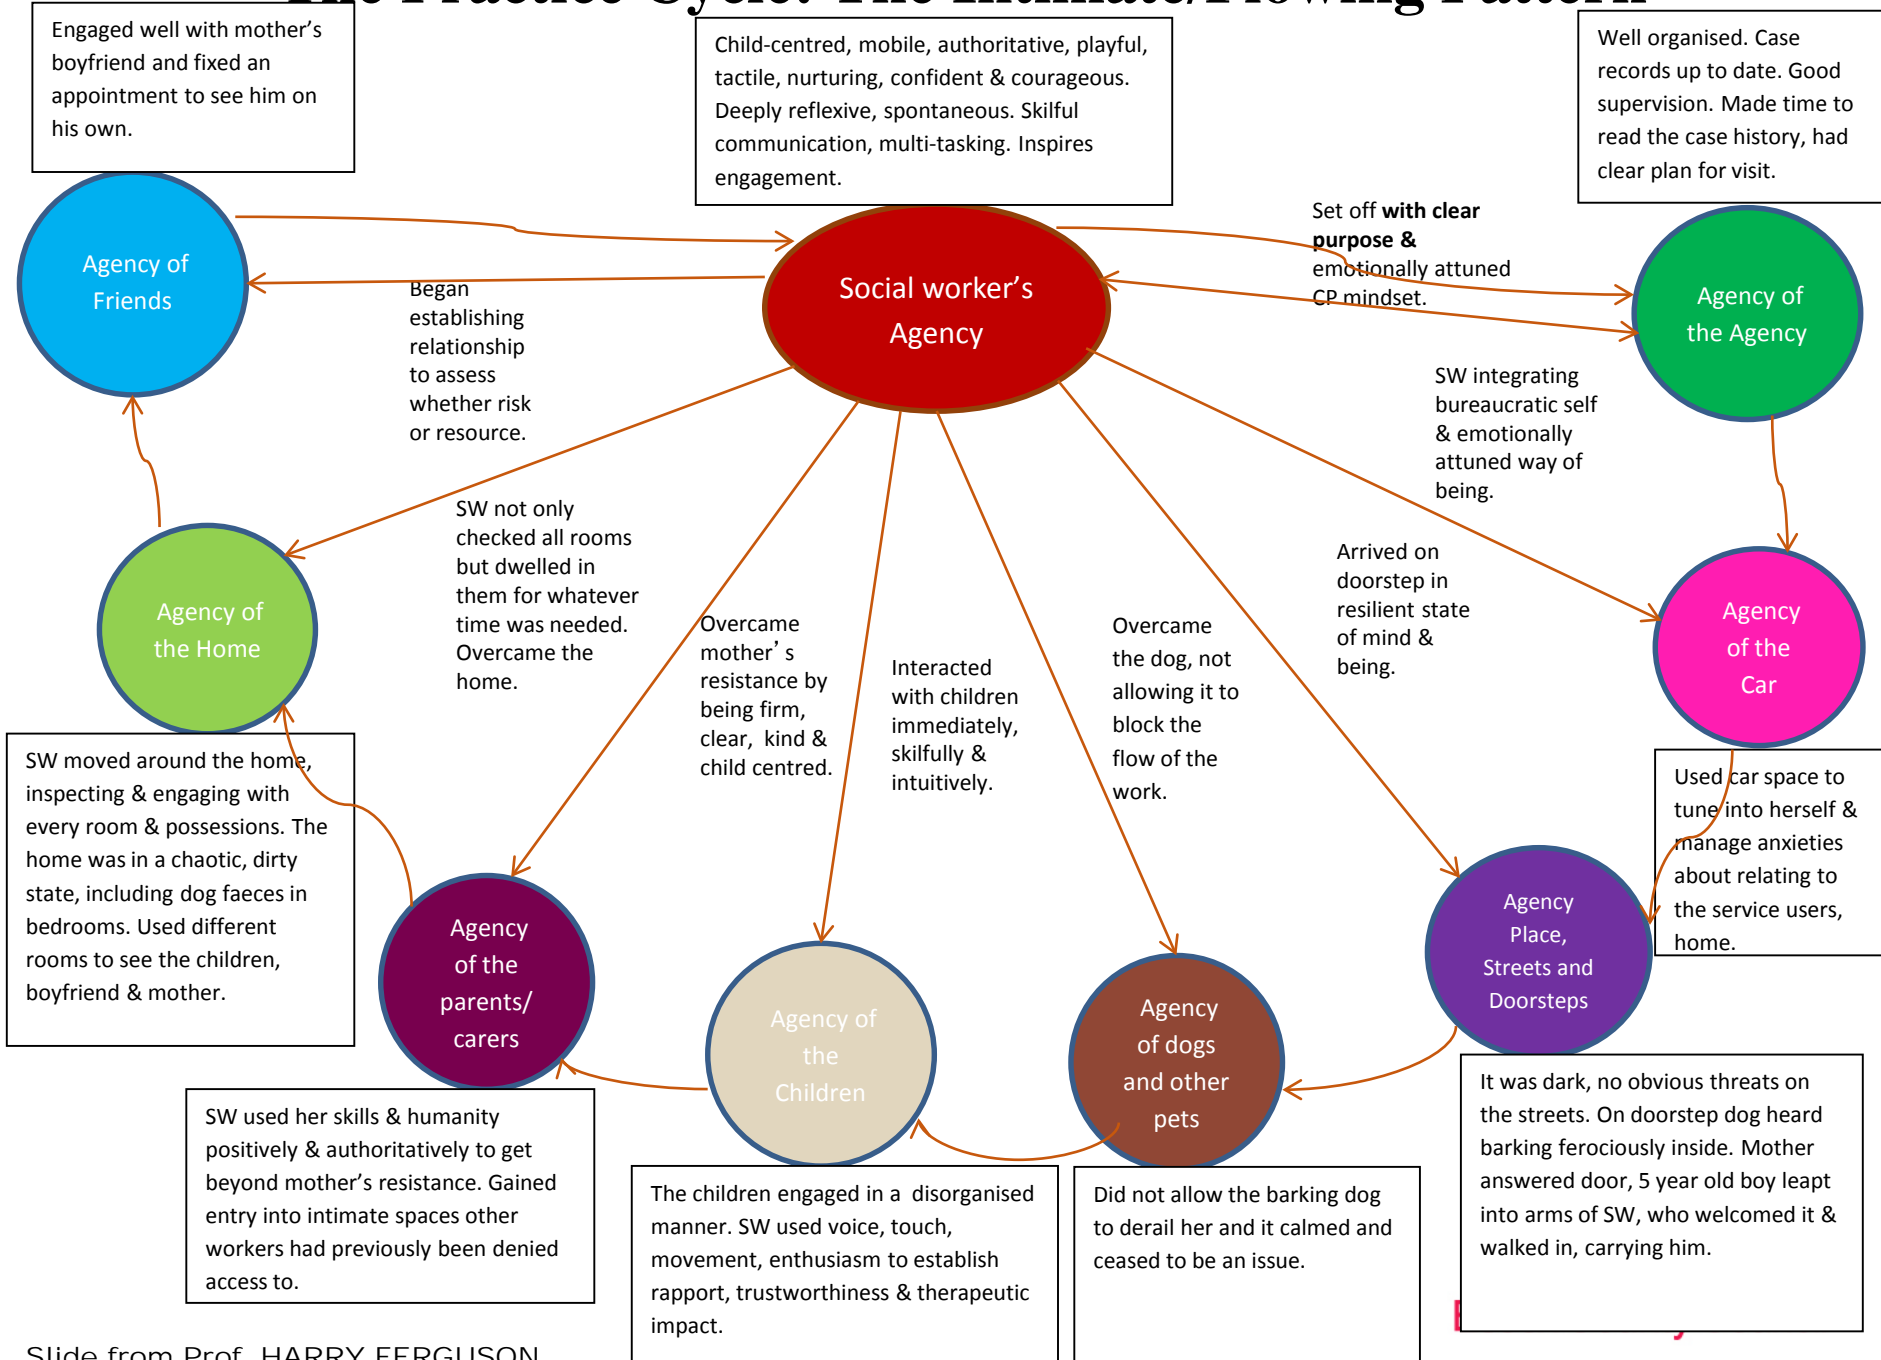 The Practice Cycle: The Intimate/Flowing Pattern
Engaged well with mother’s
boyfriend and fixed an
appointment to see him on
his own.
Child-centred, mobile, authoritative, playful,
tactile, nurturing, confident & courageous.
Deeply reflexive, spontaneous. Skilful
communication, multi-tasking. Inspires
engagement.
Well organised. Case
records up to date. Good
supervision. Made time to
read the case history, had
clear plan for visit.
Agency of
Friends
Social worker’s
Agency
Set off with clear
purpose &
emotionally attuned
CP mindset.
Agency of
the Agency
Began
establishing
relationship
to assess
whether risk
or resource.
SW integrating
bureaucratic self
& emotionally
attuned way of
being.
SW not only
checked all rooms
but dwelled in
them for whatever
time was needed.
Overcame the
home.
Arrived on
doorstep in
resilient state
of mind &
being.
Agency of
the Home
Overcame
mother’ s
resistance by
being firm,
clear, kind &
child centred.
Interacted
with children
immediately,
skilfully &
intuitively.
Overcame
the dog, not
allowing it to
block the
flow of the
work.
Agency
of the
Car
SW moved around the home,
inspecting & engaging with
every room & possessions. The
home was in a chaotic, dirty
state, including dog faeces in
bedrooms. Used different
rooms to see the children,
boyfriend & mother.
Used car space to
tune into herself &
manage anxieties
about relating to
the service users,
home.
Agency
of the
parents/
carers
Agency of
the
Children
Agency
of dogs
and other
pets
Agency
Place,
Streets and
Doorsteps
SW used her skills & humanity
positively & authoritatively to get
beyond mother’s resistance. Gained
entry into intimate spaces other
workers had previously been denied
access to.
The children engaged in a disorganised
manner. SW used voice, touch,
movement, enthusiasm to establish
rapport, trustworthiness & therapeutic
impact.
Did not allow the barking dog
to derail her and it calmed and
ceased to be an issue.
It was dark, no obvious threats on
the streets. On doorstep dog heard
barking ferociously inside. Mother
answered door, 5 year old boy leapt
into arms of SW, who welcomed it &
walked in, carrying him.
Slide from Prof. HARRY FERGUSON